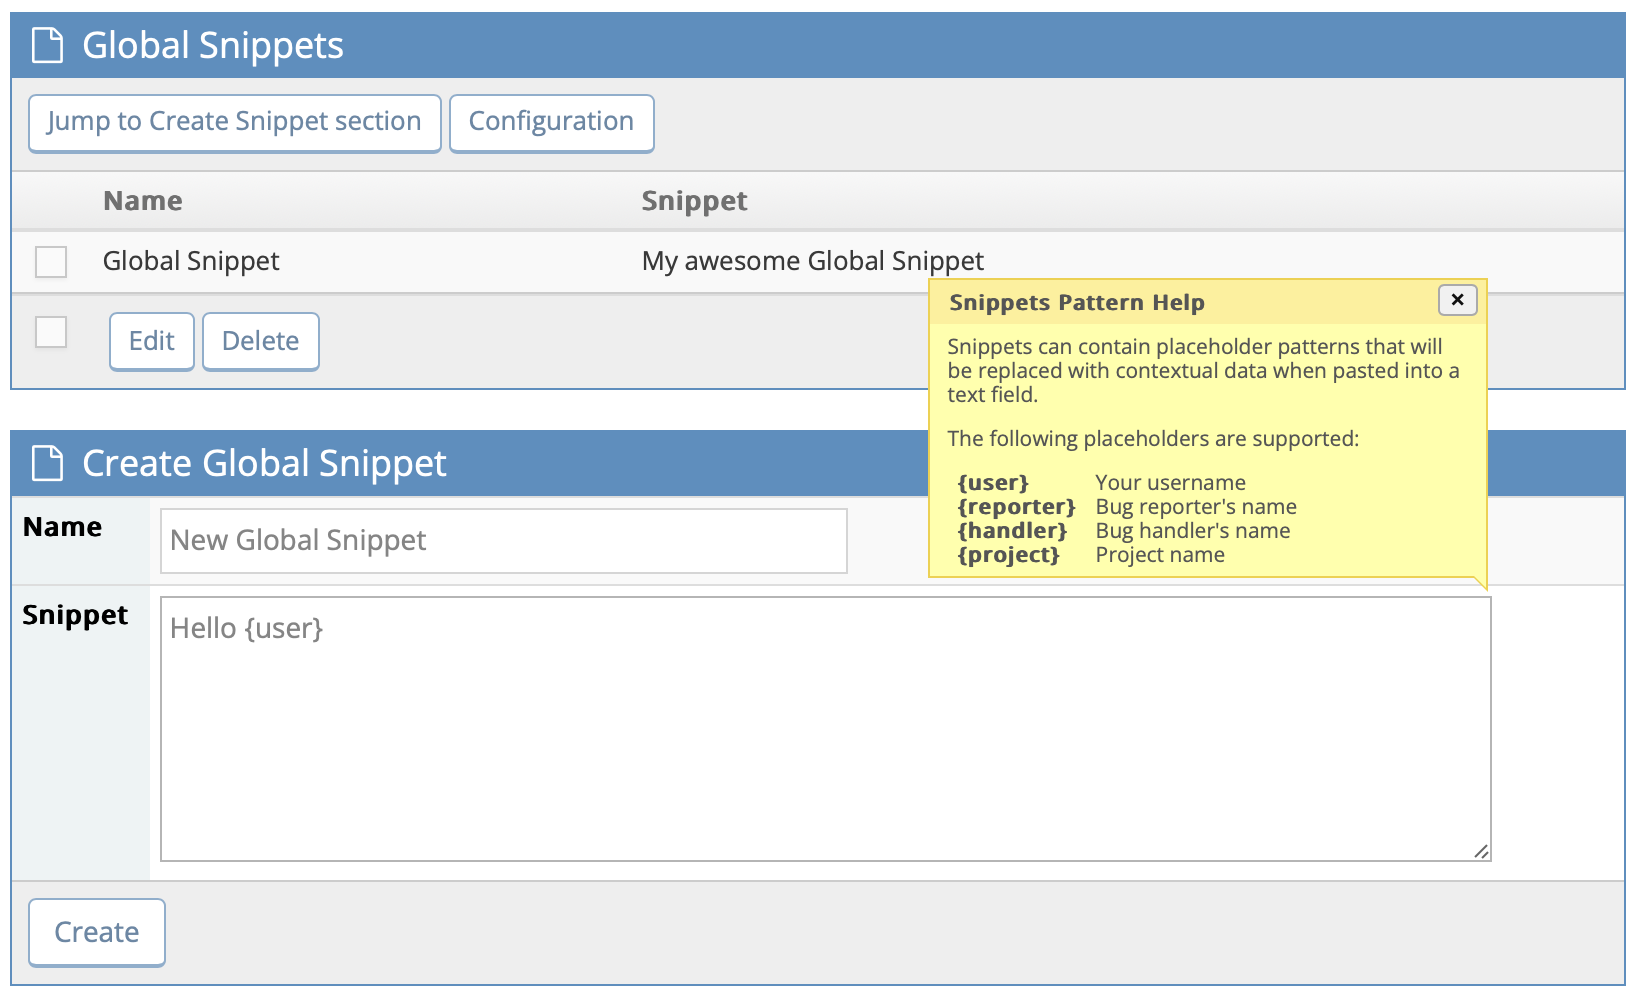 Global Snippets
Jump to Create Snippet section Configuration
Name Snippet
Global Snippet My awesome Global Snippet
Edit Delete
Snippets Pattern Help ×
Snippets can contain placeholder patterns that will
be replaced with contextual data when pasted into a
text field.
The following placeholders are supported:
{user} Your username
{reporter} Bug reporter's name
{handler} Bug handler's name
{project} Project name
Create Global Snippet
Name New Global Snippet
Snippet Hello {user}
Create